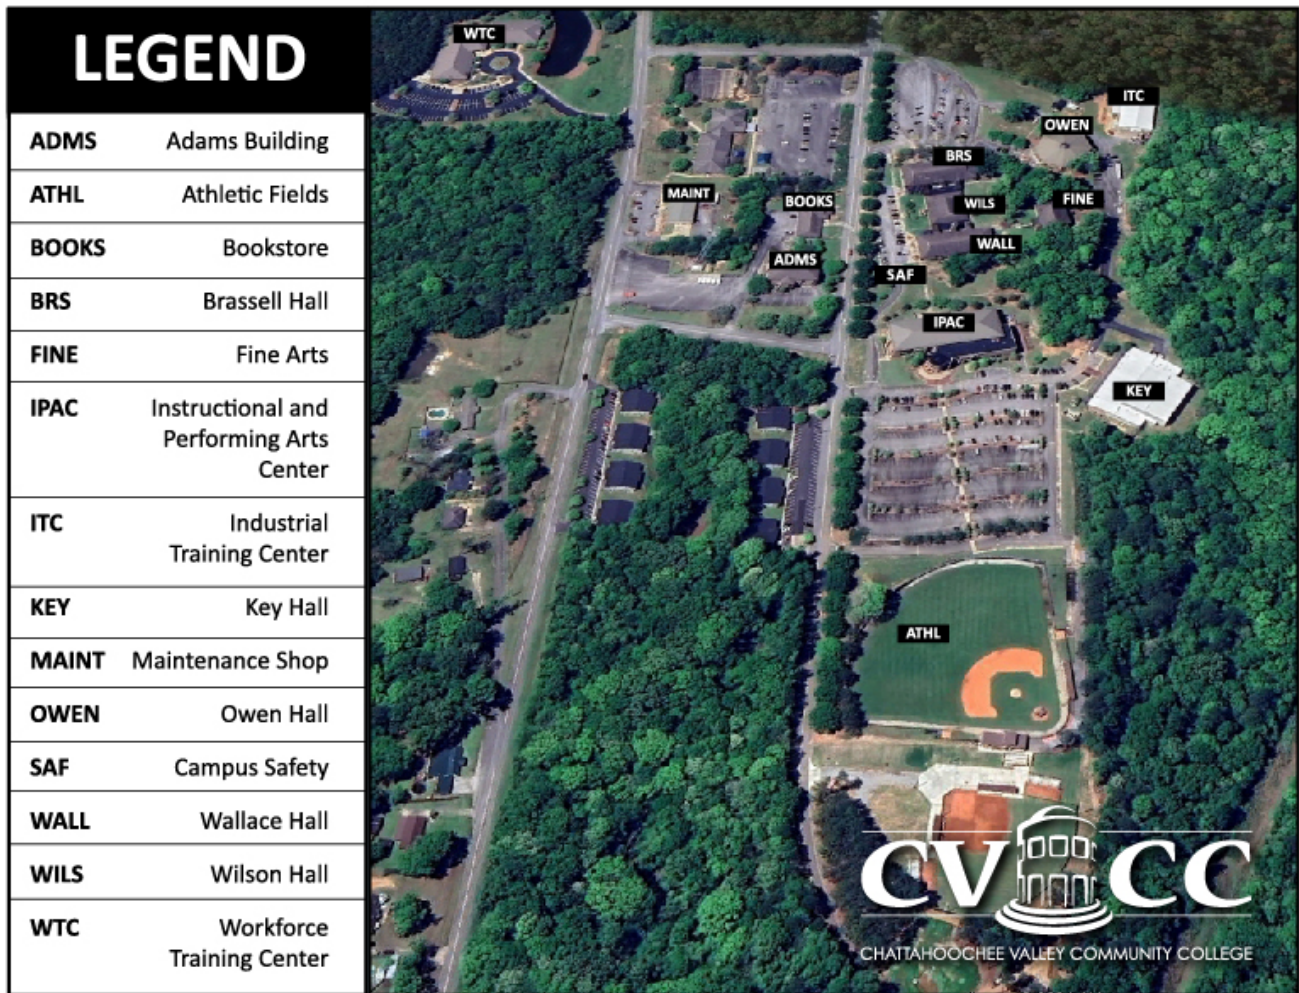 LEGEND
ADMS Adams Building
ATHL Athletic Fields
BOOKS Bookstore
BRS Brassell Hall
FINE Fine Arts
IPAC Instructional and
Performing Arts
Center
ITC Industrial
Training Center
KEY Key Hall
MAINT Maintenance Shop
OWEN Owen Hall
SAF Campus Safety
WALL Wallace Hall
WILS Wilson Hall
WTC Workforce
Training Center
WTC
ITC
OWEN
BRS
MAINT
BOOKS
WILS
FINE
WALL
ADMS
SAF
IPAC
KEY
ATHL
CV CC
CHATTAHOOCHEE VALLEY COMMUNITY COLLEGE